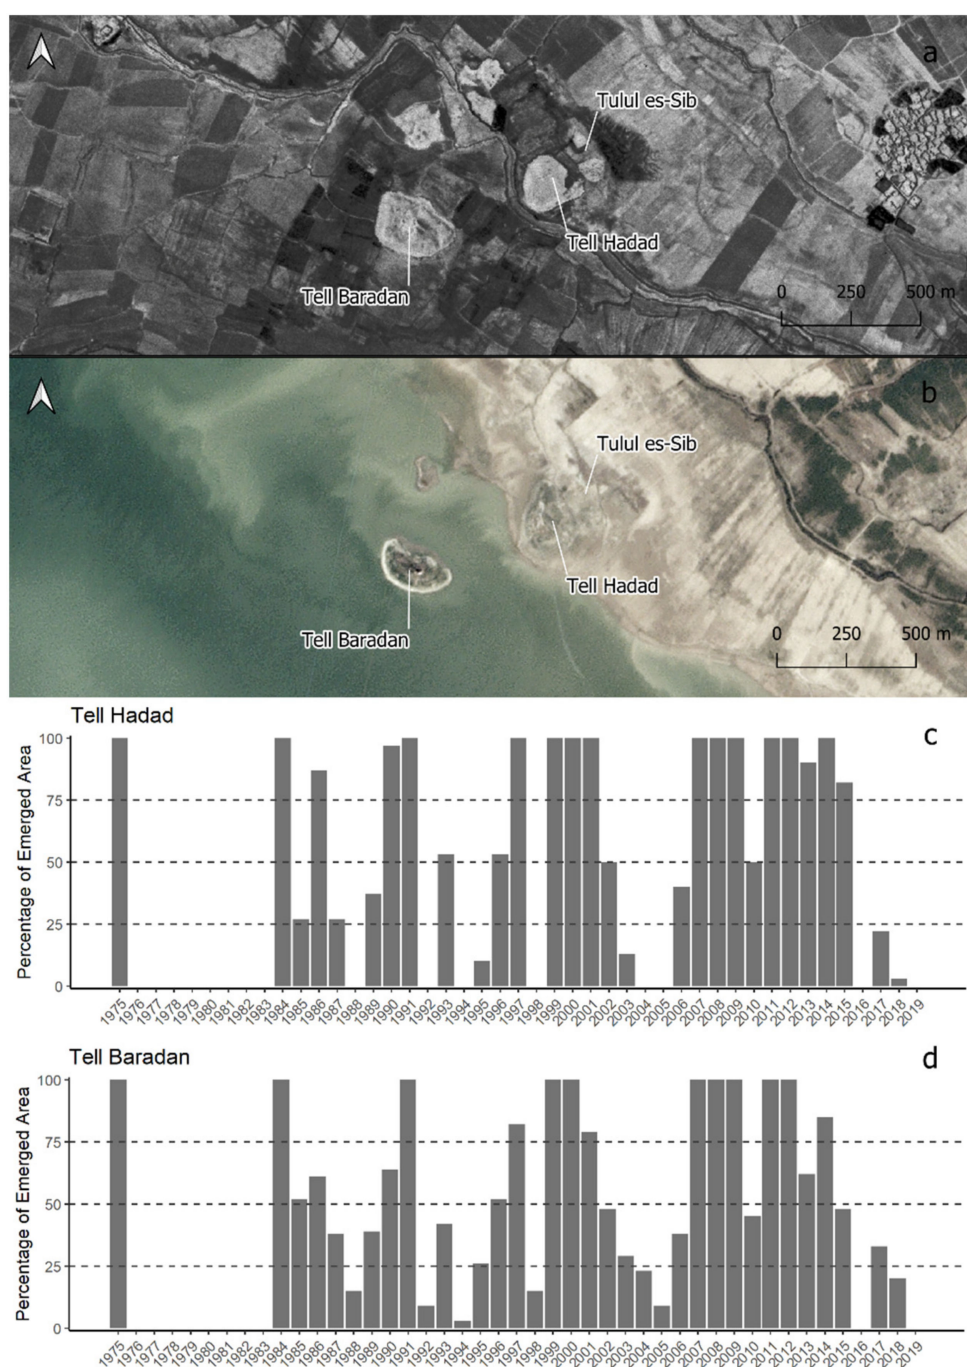 a
Tulul es-Sib
Tell Hadad
Tell Baradan
0 250 500 m
b
Tulul es-Sib
Tell Hadad
Tell Baradan
0 250 500 m
Tell Hadad
c
Percentage of Emerged Area
100
75
50
25
0
1975 1976 1977 1978 1979 1980 1981 1982 1983 1984 1985 1986 1987 1988 1989 1990 1991 1992 1993 1994 1995 1996 1997 1998 1999 2000 2001 2002 2003 2004 2005 2006 2007 2008 2009 2010 2011 2012 2013 2014 2015 2016 2017 2018 2019
Tell Baradan
d
Percentage of Emerged Area
100
75
50
25
0
1975 1976 1977 1978 1979 1980 1981 1982 1983 1984 1985 1986 1987 1988 1989 1990 1991 1992 1993 1994 1995 1996 1997 1998 1999 2000 2001 2002 2003 2004 2005 2006 2007 2008 2009 2010 2011 2012 2013 2014 2015 2016 2017 2018 2019